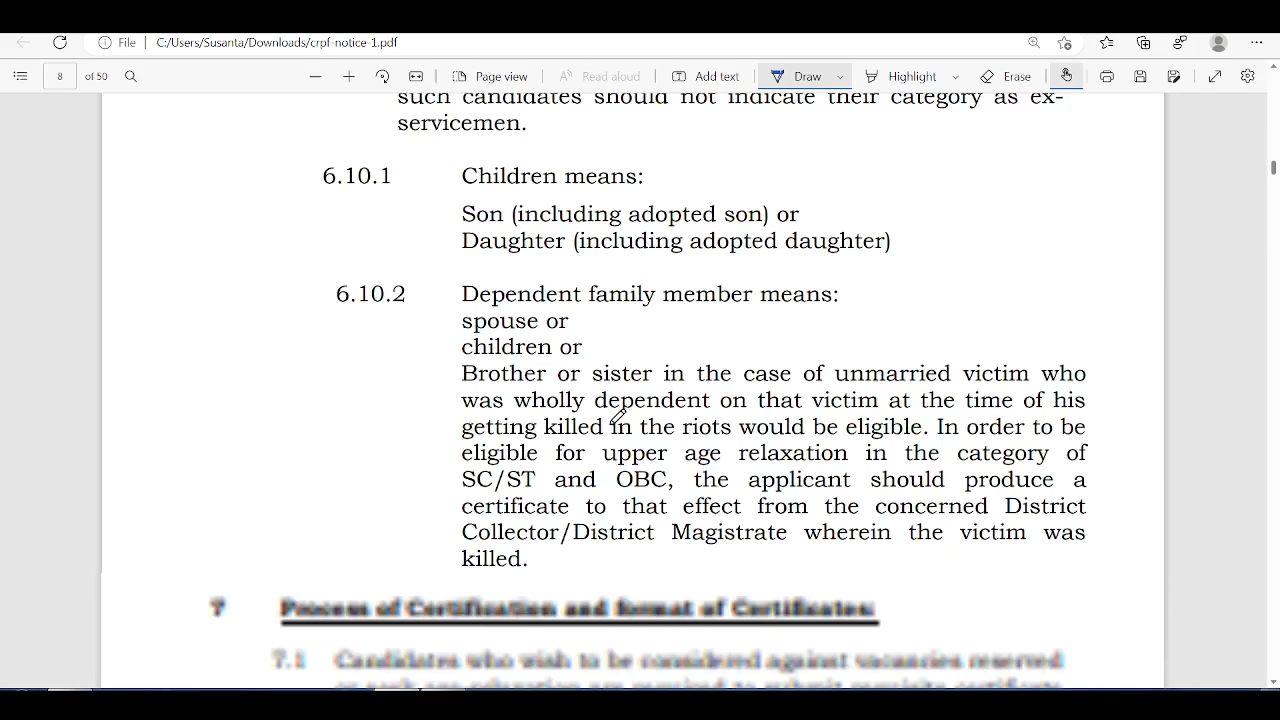 File C:/Users/Susanta/Downloads/crpf-notice-1.pdf
8 of 50 Page view Read aloud Add text Draw Highlight Erase
such candidates should not indicate their category as ex-
servicemen.
6.10.1 Children means:
Son (including adopted son) or
Daughter (including adopted daughter)
6.10.2 Dependent family member means:
spouse or
children or
Brother or sister in the case of unmarried victim who
was wholly dependent on that victim at the time of his
getting killed in the riots would be eligible. In order to be
eligible for upper age relaxation in the category of
SC/ST and OBC, the applicant should produce a
certificate to that effect from the concerned District
Collector/District Magistrate wherein the victim was
killed.
7 Process of Certification and format of Certificates:
7.1 Candidates who wish to be considered against vacancies reserved